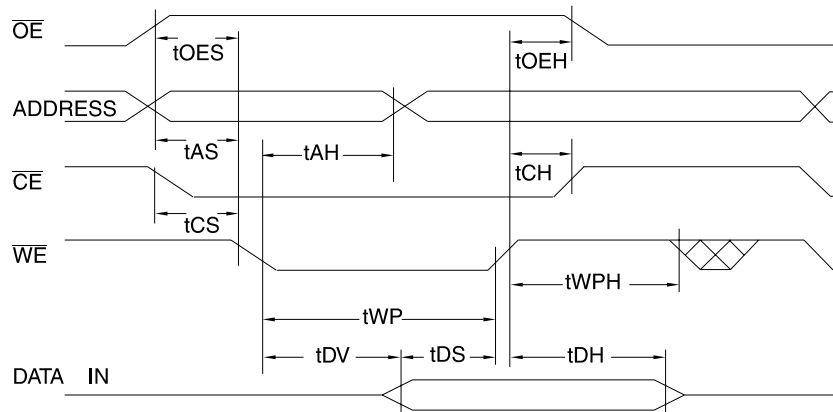 OE
tOES
tOEH
ADDRESS
tAS
tAH
tCH
CE
tCS
WE
tWPH
tWP
tDV
tDS
tDH
DATA IN